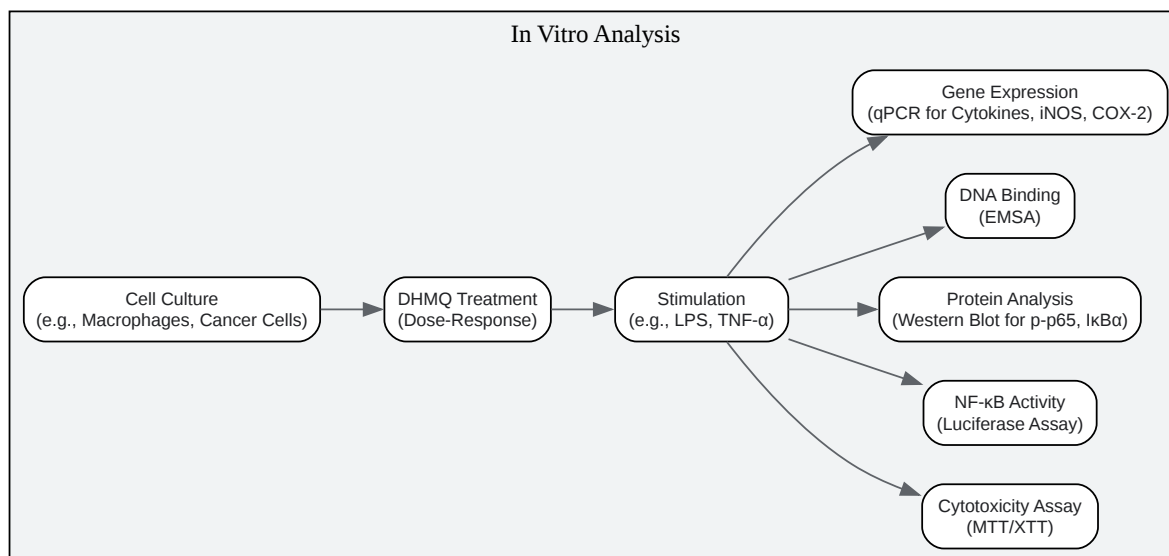 In Vitro Analysis
Gene Expression
(qPCR for Cytokines, iNOS, COX-2)
DNA Binding
(EMSA)
Cell Culture
(e.g., Macrophages, Cancer Cells)
DHMQ Treatment
(Dose-Response)
Stimulation
(e.g., LPS, TNF-α)
Protein Analysis
(Western Blot for p-p65, IκBα)
NF-κB Activity
(Luciferase Assay)
Cytotoxicity Assay
(MTT/XTT)